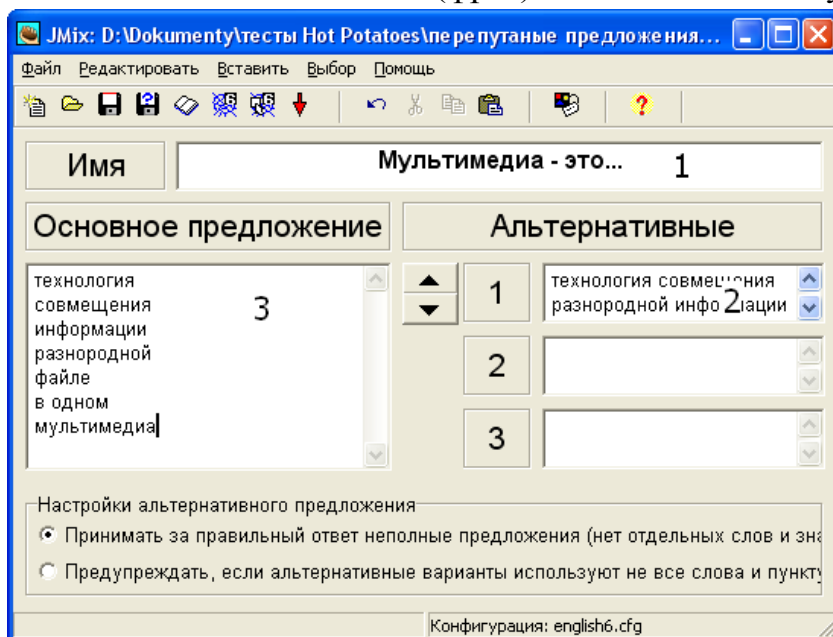 JMix: D:\Dokumenty\тесты Hot Potatoes\перепутаные предложения...
Файл Редактировать Вставить Выбор Помощь
Имя
Мультимедиа - это... 1
Основное предложение
Альтернативные
технология
совмещения
информации
разнородной
файле
в одном
мультимедиа
3
1
технология совмещения
разнородной
2
2
3
Настройки альтернативного предложения
Принимать за правильный ответ неполные предложения (нет отдельных слов и
Предупреждать, если альтернативные варианты используют не все слова и
Конфигурация: english6.cfg